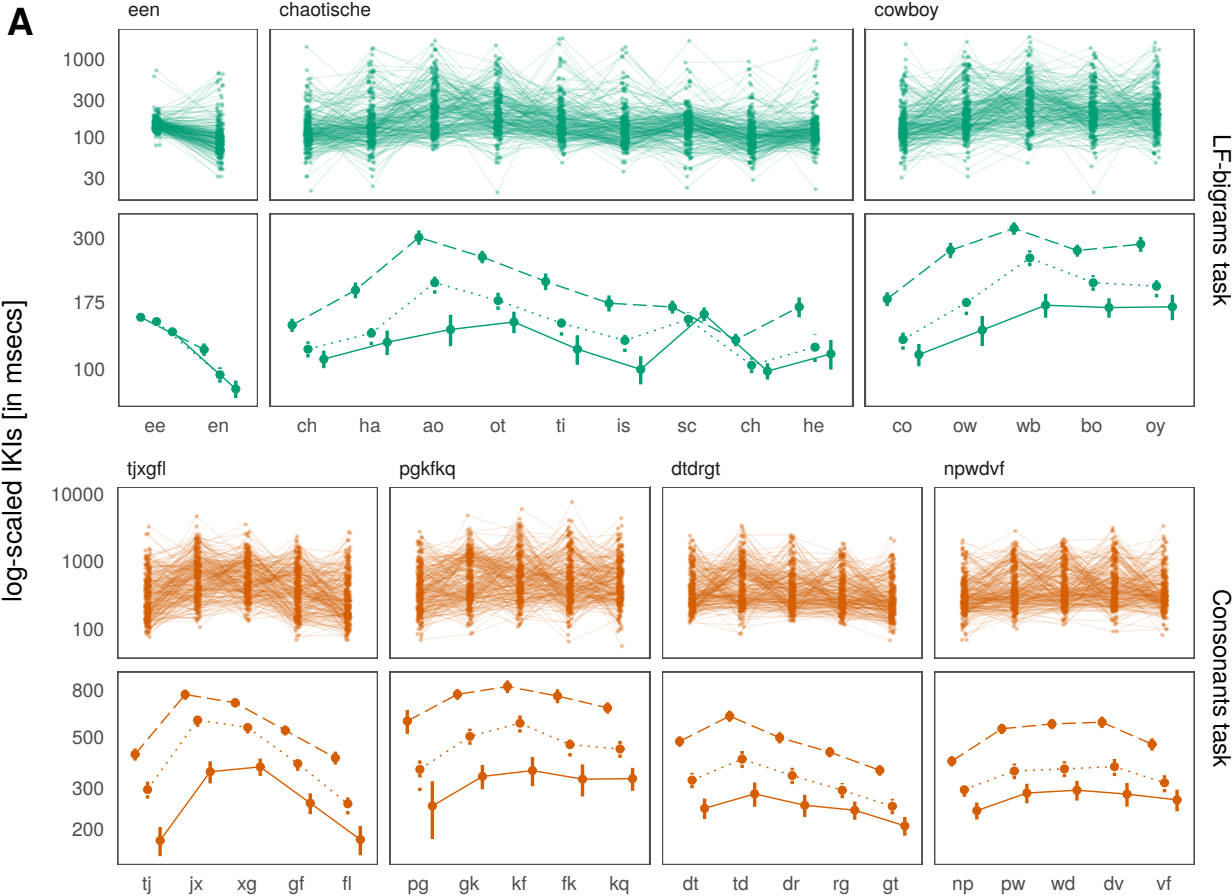 A
een chaotische cowboy
1000
300
100
30
300
175
100
ee en ch ha ao ot ti is sc ch he co ow wb bo oy
LF-bigrams task
log-scaled IKIs [in msecs]
tjxgfl pgkfkq dtdrgt npwdvf
10000
1000
100
800
500
300
200
tj jx xg gf fl pg gk kf fk kq dt td dr rg gt np pw wd dv vf
Consonants task